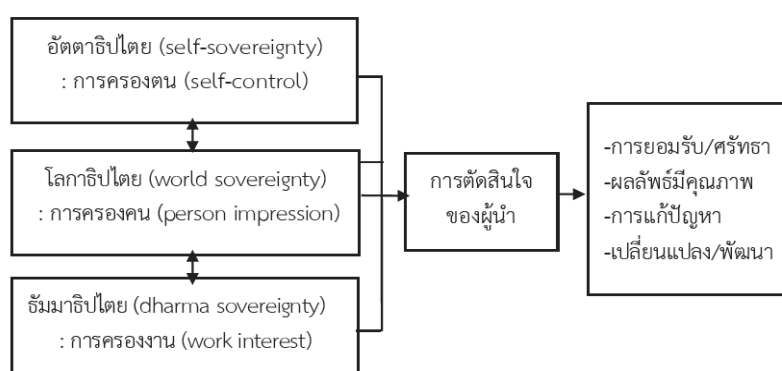 อัตตาธิปไตย (self-sovereignty)
: การครองตน (self-control)
โลกาธิปไตย (world sovereignty)
: การครองคน (person impression)
ธัมมาธิปไตย (dharma sovereignty)
: การครองงาน (work interest)
การตัดสินใจ
ของผู้นำ
-การยอมรับ/ศรัทธา
-ผลลัพธ์มีคุณภาพ
-การแก้ปัญหา
-เปลี่ยนแปลง/พัฒนา